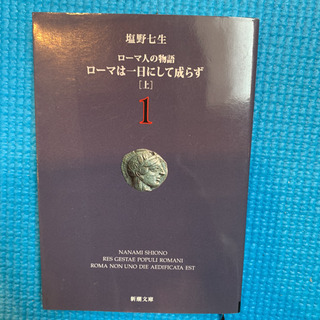 塩野七生
ローマ人の物語
ローマは一日にして成らず
[上]
1
NANAMI SHIONO
RES GESTAE POPULI ROMANI
ROMA NON UNO DIE AEDIFICATA EST
新潮文庫